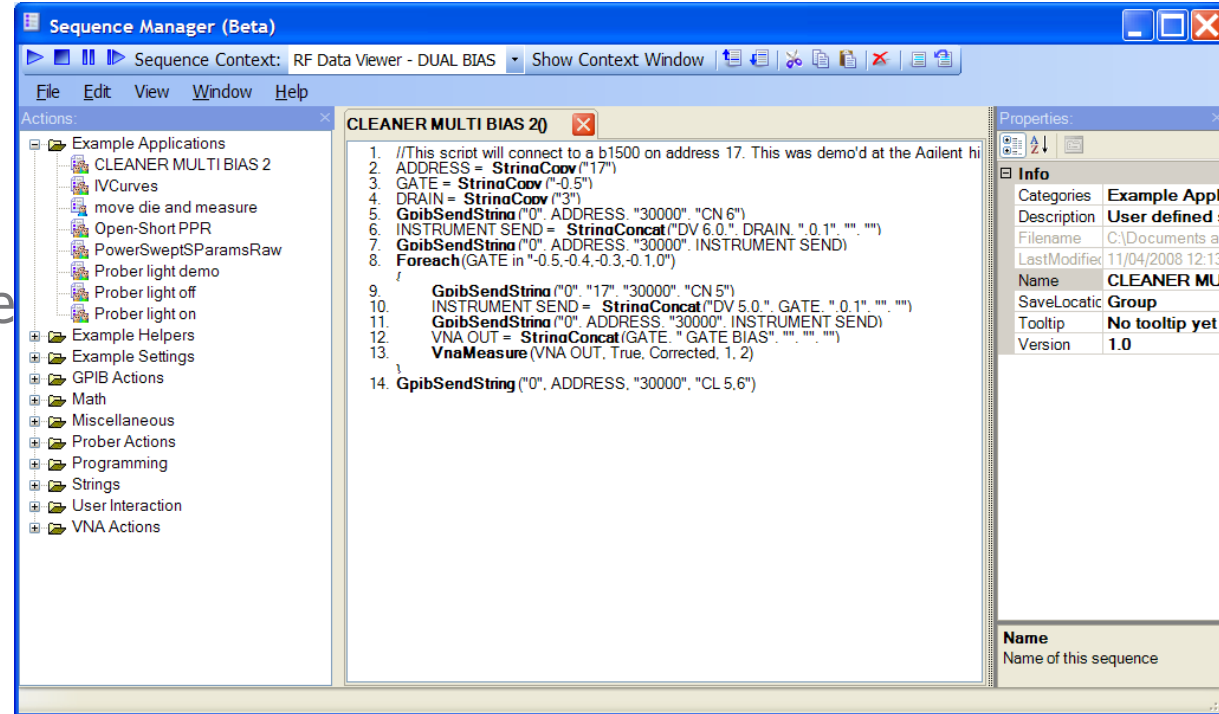 Sequence Manager (Beta)
Sequence Context: RF Data Viewer - DUAL BIAS Show Context Window
File Edit View Window Help
Actions:
Example Applications
CLEANER MULTI BIAS 2
IVCurves
move die and measure
Open-Short PPR
PowerSweptSParamsRaw
Prober light demo
Prober light off
Prober light on
Example Helpers
Example Settings
GPIB Actions
Math
Miscellaneous
Prober Actions
Programming
Strings
User Interaction
VNA Actions
e
CLEANER MULTI BIAS 2()
1. //This script will connect to a b1500 on address 17. This was demo'd at the Agilent hi
2. ADDRESS = StringCopy ("17")
3. GATE = StringCopy ("-0.5")
4. DRAIN = StringCopy ("3")
5. GpibSendString ("0", ADDRESS, "30000", "CN 6")
6. INSTRUMENT SEND = StringConcat ("DV 6,0,", DRAIN, ",0.1", "", "")
7. GpibSendString ("0", ADDRESS, "30000", INSTRUMENT SEND)
8. Foreach (GATE in "-0.5,-0.4,-0.3,-0.1,0")
{
9. GpibSendString ("0", "17", "30000", "CN 5")
10. INSTRUMENT SEND = StringConcat ("DV 5,0,", GATE, ",0.1", "", "")
11. GpibSendString ("0", ADDRESS, "30000", INSTRUMENT SEND)
12. VNA OUT = StringConcat (GATE, " GATE BIAS", "", "", "")
13. VnaMeasure (VNA OUT, True, Corrected, 1, 2)
}
14. GpibSendString ("0", ADDRESS, "30000", "CL 5,6")
Properties:
Info
Categories Example Appl
Description User defined s
Filename C:\Documents a
LastModified 11/04/2008 12:13
Name CLEANER MU
SaveLocatic Group
Tooltip No tooltip yet
Version 1.0
Name
Name of this sequence